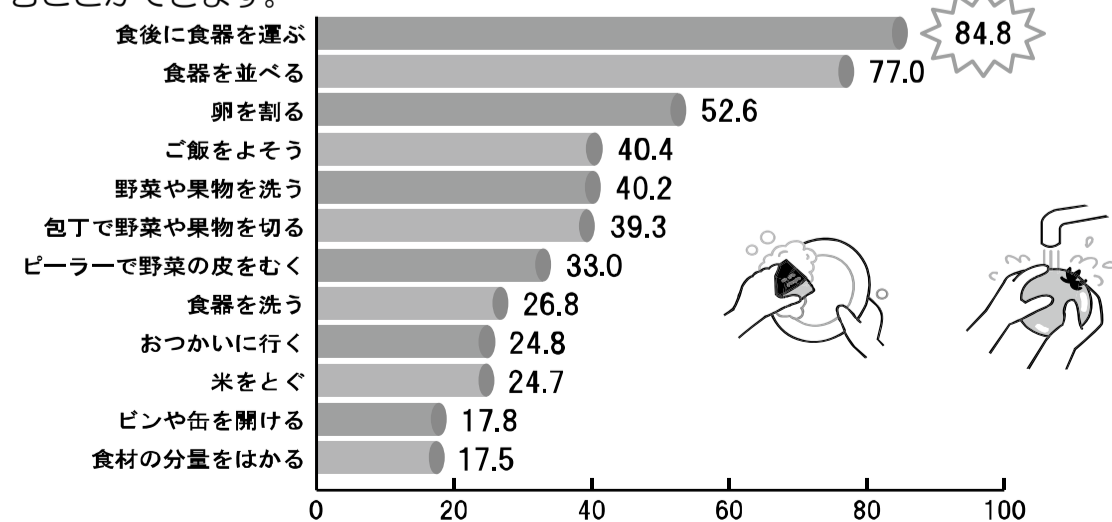 食後に食器を運ぶ 84.8
食器を並べる 77.0
卵を割る 52.6
ご飯をよそう 40.4
野菜や果物を洗う 40.2
包丁で野菜や果物を切る 39.3
ピーラーで野菜の皮をむく 33.0
食器を洗う 26.8
おつかいに行く 24.8
米をとぐ 24.7
ビンや缶を開ける 17.8
食材の分量をはかる 17.5
0 20 40 60 80 100